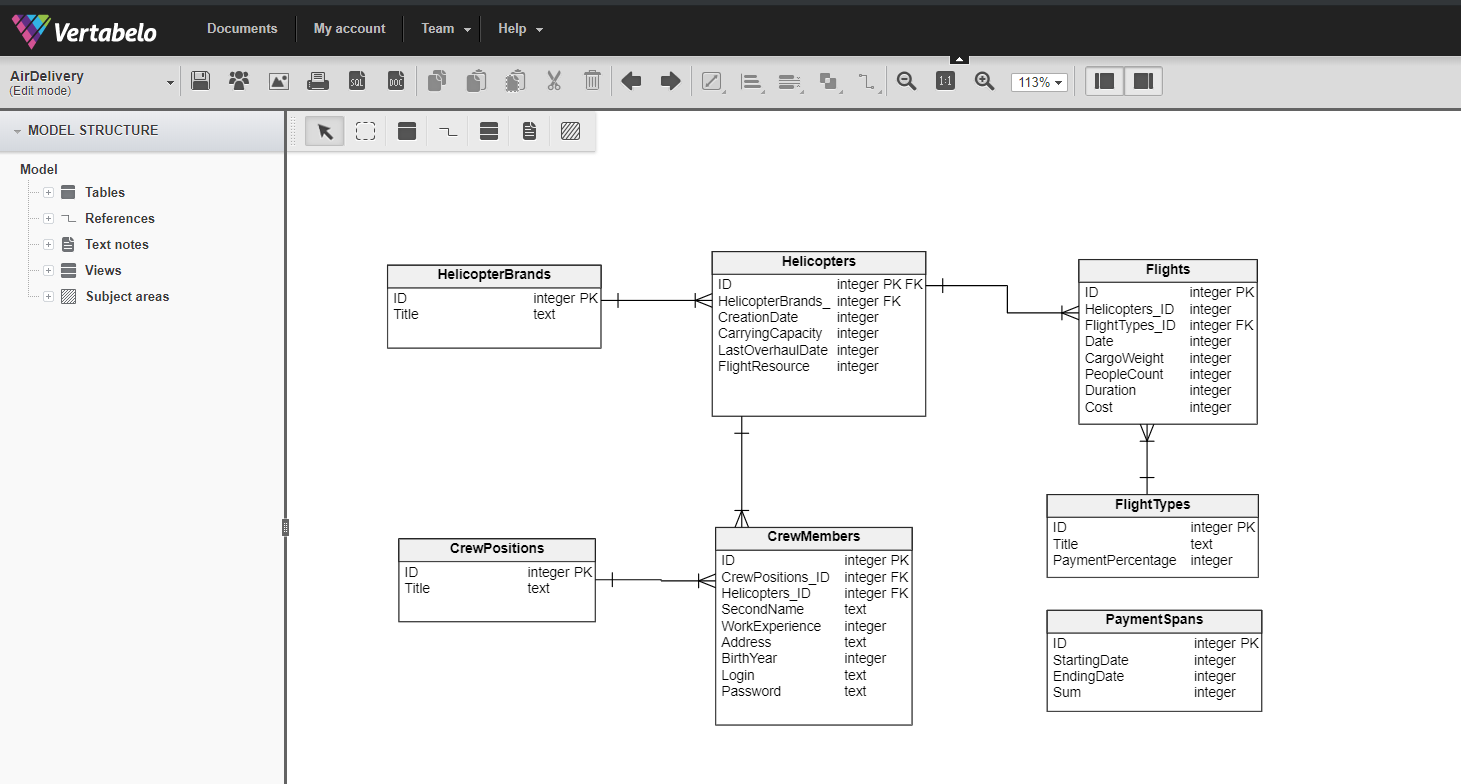 Vertabelo Documents My account Team Help
AirDelivery
(Edit mode)
SQL DOC 1:1 113%
MODEL STRUCTURE
Model
Tables
References
Text notes
Views
Subject areas
HelicopterBrands
ID integer PK
Title text
Helicopters
ID integer PK FK
HelicopterBrands_ integer FK
CreationDate integer
CarryingCapacity integer
LastOverhaulDate integer
FlightResource integer
Flights
ID integer PK
Helicopters_ID integer
FlightTypes_ID integer FK
Date integer
CargoWeight integer
PeopleCount integer
Duration integer
Cost integer
CrewPositions
ID integer PK
Title text
CrewMembers
ID integer PK
CrewPositions_ID integer FK
Helicopters_ID integer FK
SecondName text
WorkExperience integer
Address text
BirthYear integer
Login text
Password text
FlightTypes
ID integer PK
Title text
PaymentPercentage integer
PaymentSpans
ID integer PK
StartingDate integer
EndingDate integer
Sum integer